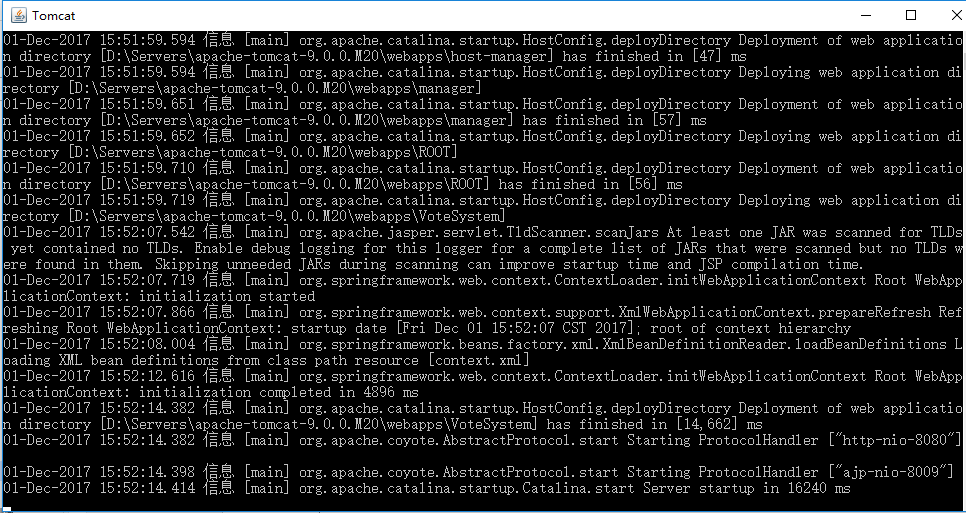 Tomcat
01-Dec-2017 15:51:59.594 信息 [main] org.apache.catalina.startup.HostConfig.deployDirectory Deployment of web applicatio
n directory [D:\Servers\apache-tomcat-9.0.0.M20\webapps\host-manager] has finished in [47] ms
01-Dec-2017 15:51:59.594 信息 [main] org.apache.catalina.startup.HostConfig.deployDirectory Deploying web application di
rectory [D:\Servers\apache-tomcat-9.0.0.M20\webapps\manager]
01-Dec-2017 15:51:59.651 信息 [main] org.apache.catalina.startup.HostConfig.deployDirectory Deployment of web applicatio
n directory [D:\Servers\apache-tomcat-9.0.0.M20\webapps\manager] has finished in [57] ms
01-Dec-2017 15:51:59.652 信息 [main] org.apache.catalina.startup.HostConfig.deployDirectory Deploying web application di
rectory [D:\Servers\apache-tomcat-9.0.0.M20\webapps\ROOT]
01-Dec-2017 15:51:59.710 信息 [main] org.apache.catalina.startup.HostConfig.deployDirectory Deployment of web applicatio
n directory [D:\Servers\apache-tomcat-9.0.0.M20\webapps\ROOT] has finished in [56] ms
01-Dec-2017 15:51:59.719 信息 [main] org.apache.catalina.startup.HostConfig.deployDirectory Deploying web application di
rectory [D:\Servers\apache-tomcat-9.0.0.M20\webapps\VoteSystem]
01-Dec-2017 15:52:07.542 信息 [main] org.apache.jasper.servlet.TldScanner.scanJars At least one JAR was scanned for TLDs
 yet contained no TLDs. Enable debug logging for this logger for a complete list of JARs that were scanned but no TLDs w
ere found in them. Skipping unneeded JARs during scanning can improve startup time and JSP compilation time.
01-Dec-2017 15:52:07.719 信息 [main] org.springframework.web.context.ContextLoader.initWebApplicationContext Root WebApp
licationContext: initialization started
01-Dec-2017 15:52:07.866 信息 [main] org.springframework.web.context.support.XmlWebApplicationContext.prepareRefresh Ref
reshing Root WebApplicationContext: startup date [Fri Dec 01 15:52:07 CST 2017]; root of context hierarchy
01-Dec-2017 15:52:08.004 信息 [main] org.springframework.beans.factory.xml.XmlBeanDefinitionReader.loadBeanDefinitions L
oading XML bean definitions from class path resource [context.xml]
01-Dec-2017 15:52:12.616 信息 [main] org.springframework.web.context.ContextLoader.initWebApplicationContext Root WebApp
licationContext: initialization completed in 4896 ms
01-Dec-2017 15:52:14.382 信息 [main] org.apache.catalina.startup.HostConfig.deployDirectory Deployment of web applicatio
n directory [D:\Servers\apache-tomcat-9.0.0.M20\webapps\VoteSystem] has finished in [14,662] ms
01-Dec-2017 15:52:14.382 信息 [main] org.apache.coyote.AbstractProtocol.start Starting ProtocolHandler ["http-nio-8080"]
01-Dec-2017 15:52:14.398 信息 [main] org.apache.coyote.AbstractProtocol.start Starting ProtocolHandler ["ajp-nio-8009"]
01-Dec-2017 15:52:14.414 信息 [main] org.apache.catalina.startup.Catalina.start Server startup in 16240 ms